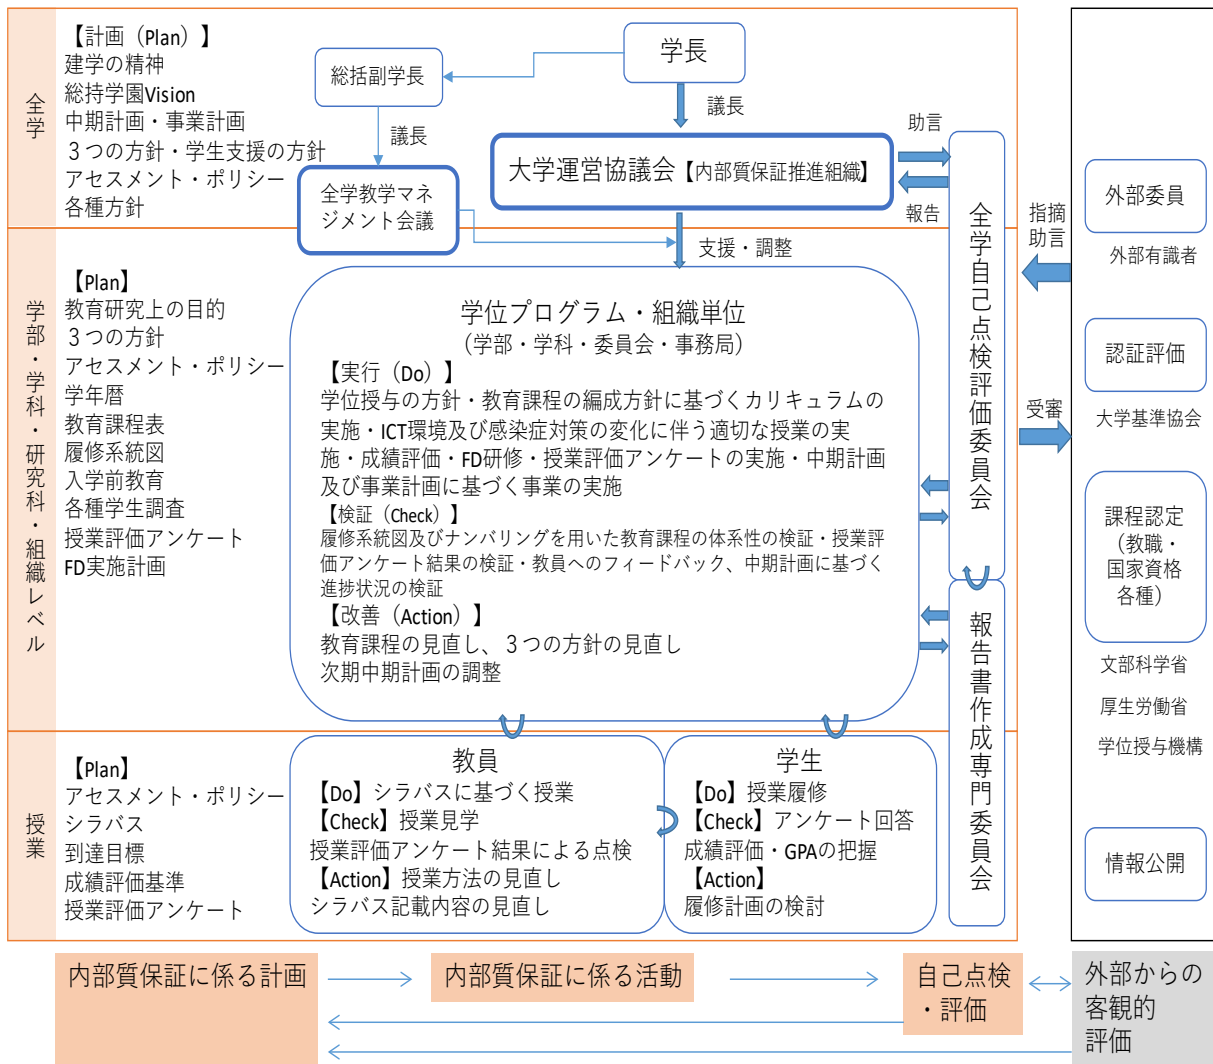 全学
【計画（Plan）】
建学の精神
総持学園Vision
中期計画・事業計画
３つの方針・学生支援の方針
アセスメント・ポリシー
各種方針
総括副学長
学長
議長
議長
全学教学マネ
ジメント会議
大学運営協議会【内部質保証推進組織】
助言
報告
支援・調整
全学自己点検評価委員会
指摘
助言
受審
外部委員
外部有識者
認証評価
大学基準協会
課程認定
（教職・
国家資格
各種）
文部科学省
厚生労働省
学位授与機構
情報公開
学部・学科・研究科・組織レベル
【Plan】
教育研究上の目的
３つの方針
アセスメント・ポリシー
学年暦
教育課程表
履修系統図
入学前教育
各種学生調査
授業評価アンケート
FD実施計画
学位プログラム・組織単位
（学部・学科・委員会・事務局）
【実行（Do）】
学位授与の方針・教育課程の編成方針に基づくカリキュラムの
実施・ICT環境及び感染症対策の変化に伴う適切な授業の実
施・成績評価・FD研修・授業評価アンケートの実施・中期計画
及び事業計画に基づく事業の実施
【検証（Check）】
履修系統図及びナンバリングを用いた教育課程の体系性の検証・授業評
価アンケート結果の検証・教員へのフィードバック、中期計画に基づく
進捗状況の検証
【改善（Action）】
教育課程の見直し、３つの方針の見直し
次期中期計画の調整
報告書作成専門委員会
授業
【Plan】
アセスメント・ポリシー
シラバス
到達目標
成績評価基準
授業評価アンケート
教員
【Do】シラバスに基づく授業
【Check】授業見学
授業評価アンケート結果による点検
【Action】授業方法の見直し
シラバス記載内容の見直し
学生
【Do】授業履修
【Check】アンケート回答
成績評価・GPAの把握
【Action】
履修計画の検討
内部質保証に係る計画
内部質保証に係る活動
自己点検
・評価
外部からの
客観的
評価